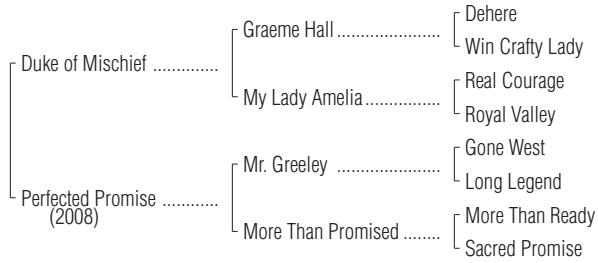 Dehere
Graeme Hall ......................
Win Crafty Lady
Duke of Mischief .............
Real Courage
My Lady Amelia................
Royal Valley
Gone West
Mr. Greeley ......................
Long Legend
Perfected Promise ...........
(2008)
More Than Ready
More Than Promised ........
Sacred Promise